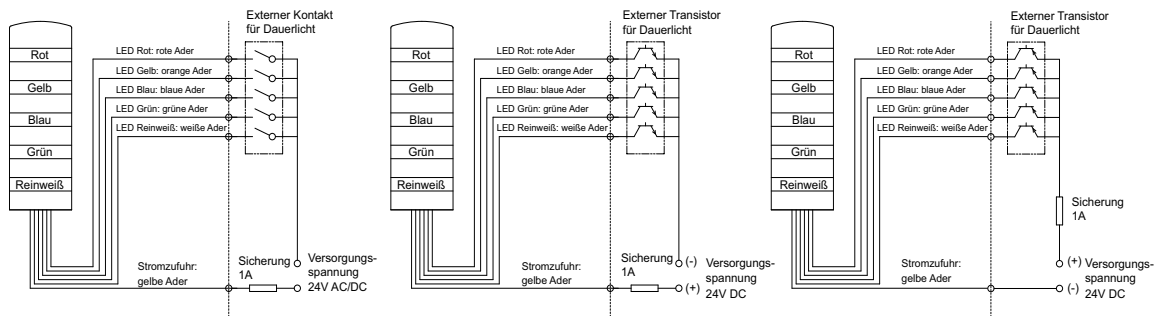 Externer Kontakt
für Dauerlicht
Rot
Gelb
Blau
Grün
Reinweiß
LED Rot: rote Ader
LED Gelb: orange Ader
LED Blau: blaue Ader
LED Grün: grüne Ader
LED Reinweiß: weiße Ader
Stromzufuhr:
gelbe Ader
Sicherung
1A
Versorgungs-
spannung
24V AC/DC
Externer Transistor
für Dauerlicht
Rot
Gelb
Blau
Grün
Reinweiß
LED Rot: rote Ader
LED Gelb: orange Ader
LED Blau: blaue Ader
LED Grün: grüne Ader
LED Reinweiß: weiße Ader
Stromzufuhr:
gelbe Ader
Sicherung
1A
(-)
(+)
Versorgungs-
spannung
24V DC
Externer Transistor
für Dauerlicht
Rot
Gelb
Blau
Grün
Reinweiß
LED Rot: rote Ader
LED Gelb: orange Ader
LED Blau: blaue Ader
LED Grün: grüne Ader
LED Reinweiß: weiße Ader
Sicherung
1A
Stromzufuhr:
gelbe Ader
(+)
(-)
Versorgungs-
spannung
24V DC